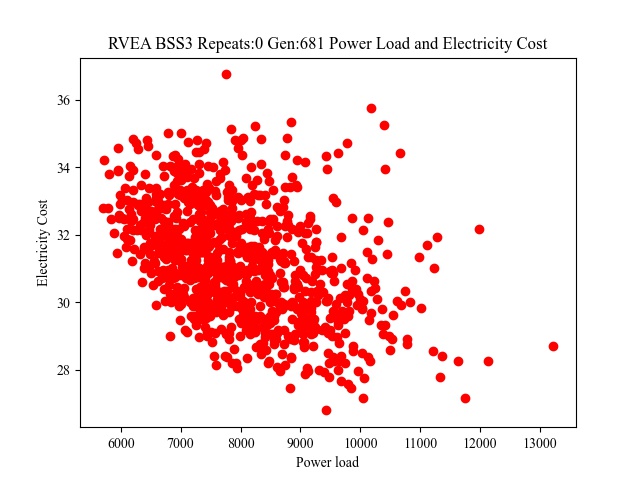 RVEA BSS3 Repeats:0 Gen:681 Power Load and Electricity Cost
Electricity Cost
36
34
32
30
28
6000 7000 8000 9000 10000 11000 12000 13000
Power load